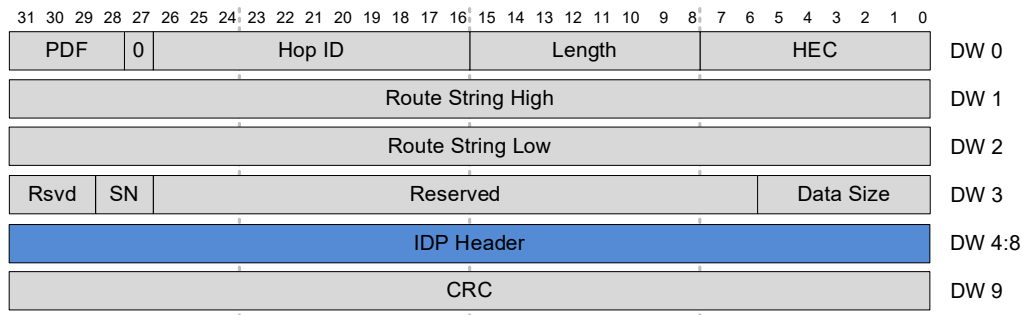 31 30 29 28 27 26 25 24 23 22 21 20 19 18 17 16 15 14 13 12 11 10 9 8 7 6 5 4 3 2 1 0
PDF 0 Hop ID Length HEC DW 0
Route String High DW 1
Route String Low DW 2
Rsvd SN Reserved Data Size DW 3
IDP Header DW 4:8
CRC DW 9